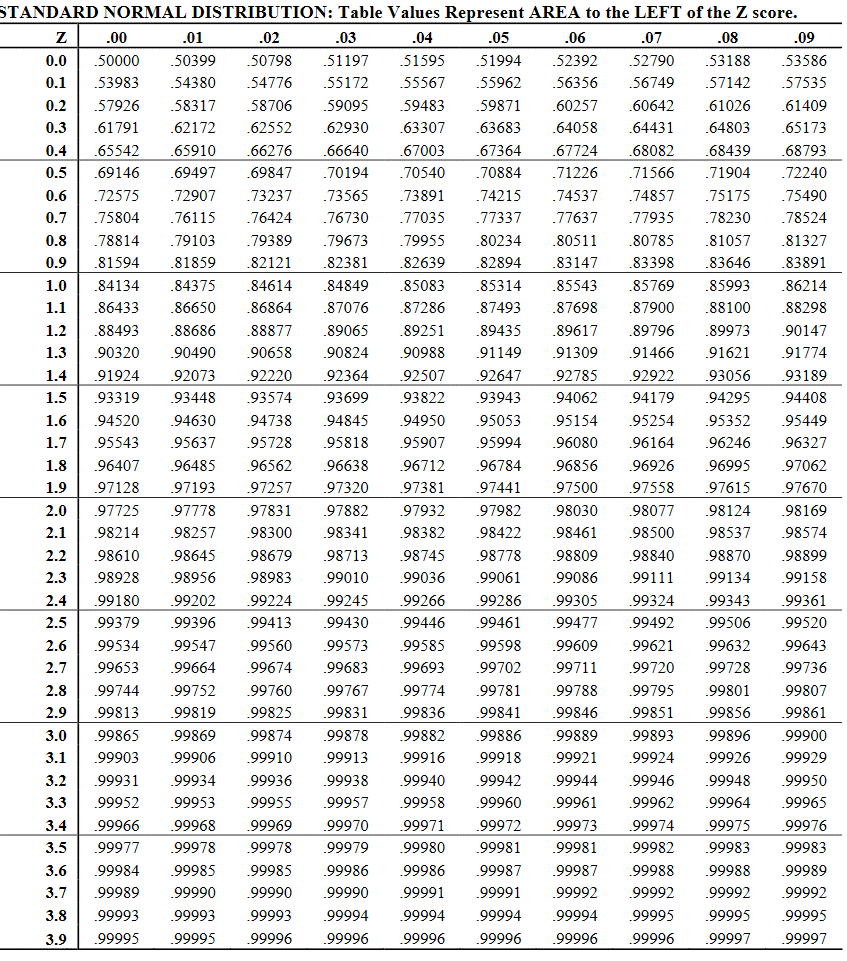 STANDARD NORMAL DISTRIBUTION: Table Values Represent AREA to the LEFT of the Z score.
Z .00 .01 .02 .03 .04 .05 .06 .07 .08 .09
0.0 .50000 .50399 .50798 .51197 .51595 .51994 .52392 .52790 .53188 .53586
0.1 .53983 .54380 .54776 .55172 .55567 .55962 .56356 .56749 .57142 .57535
0.2 .57926 .58317 .58706 .59095 .59483 .59871 .60257 .60642 .61026 .61409
0.3 .61791 .62172 .62552 .62930 .63307 .63683 .64058 .64431 .64803 .65173
0.4 .65542 .65910 .66276 .66640 .67003 .67364 .67724 .68082 .68439 .68793
0.5 .69146 .69497 .69847 .70194 .70540 .70884 .71226 .71566 .71904 .72240
0.6 .72575 .72907 .73237 .73565 .73891 .74215 .74537 .74857 .75175 .75490
0.7 .75804 .76115 .76424 .76730 .77035 .77337 .77637 .77935 .78230 .78524
0.8 .78814 .79103 .79389 .79673 .79955 .80234 .80511 .80785 .81057 .81327
0.9 .81594 .81859 .82121 .82381 .82639 .82894 .83147 .83398 .83646 .83891
1.0 .84134 .84375 .84614 .84849 .85083 .85314 .85543 .85769 .85993 .86214
1.1 .86433 .86650 .86864 .87076 .87286 .87493 .87698 .87900 .88100 .88298
1.2 .88493 .88686 .88877 .89065 .89251 .89435 .89617 .89796 .89973 .90147
1.3 .90320 .90490 .90658 .90824 .90988 .91149 .91309 .91466 .91621 .91774
1.4 .91924 .92073 .92220 .92364 .92507 .92647 .92785 .92922 .93056 .93189
1.5 .93319 .93448 .93574 .93699 .93822 .93943 .94062 .94179 .94295 .94408
1.6 .94520 .94630 .94738 .94845 .94950 .95053 .95154 .95254 .95352 .95449
1.7 .95543 .95637 .95728 .95818 .95907 .95994 .96080 .96164 .96246 .96327
1.8 .96407 .96485 .96562 .96638 .96712 .96784 .96856 .96926 .96995 .97062
1.9 .97128 .97193 .97257 .97320 .97381 .97441 .97500 .97558 .97615 .97670
2.0 .97725 .97778 .97831 .97882 .97932 .97982 .98030 .98077 .98124 .98169
2.1 .98214 .98257 .98300 .98341 .98382 .98422 .98461 .98500 .98537 .98574
2.2 .98610 .98645 .98679 .98713 .98745 .98778 .98809 .98840 .98870 .98899
2.3 .98928 .98956 .98983 .99010 .99036 .99061 .99086 .99111 .99134 .99158
2.4 .99180 .99202 .99224 .99245 .99266 .99286 .99305 .99324 .99343 .99361
2.5 .99379 .99396 .99413 .99430 .99446 .99461 .99477 .99492 .99506 .99520
2.6 .99534 .99547 .99560 .99573 .99585 .99598 .99609 .99621 .99632 .99643
2.7 .99653 .99664 .99674 .99683 .99693 .99702 .99711 .99720 .99728 .99736
2.8 .99744 .99752 .99760 .99767 .99774 .99781 .99788 .99795 .99801 .99807
2.9 .99813 .99819 .99825 .99831 .99836 .99841 .99846 .99851 .99856 .99861
3.0 .99865 .99869 .99874 .99878 .99882 .99886 .99889 .99893 .99896 .99900
3.1 .99903 .99906 .99910 .99913 .99916 .99918 .99921 .99924 .99926 .99929
3.2 .99931 .99934 .99936 .99938 .99940 .99942 .99944 .99946 .99948 .99950
3.3 .99952 .99953 .99955 .99957 .99958 .99960 .99961 .99962 .99964 .99965
3.4 .99966 .99968 .99969 .99970 .99971 .99972 .99973 .99974 .99975 .99976
3.5 .99977 .99978 .99978 .99979 .99980 .99981 .99981 .99982 .99983 .99983
3.6 .99984 .99985 .99985 .99986 .99986 .99987 .99987 .99988 .99988 .99989
3.7 .99989 .99990 .99990 .99990 .99991 .99991 .99992 .99992 .99992 .99992
3.8 .99993 .99993 .99993 .99994 .99994 .99994 .99994 .99995 .99995 .99995
3.9 .99995 .99995 .99996 .99996 .99996 .99996 .99996 .99996 .99997 .99997